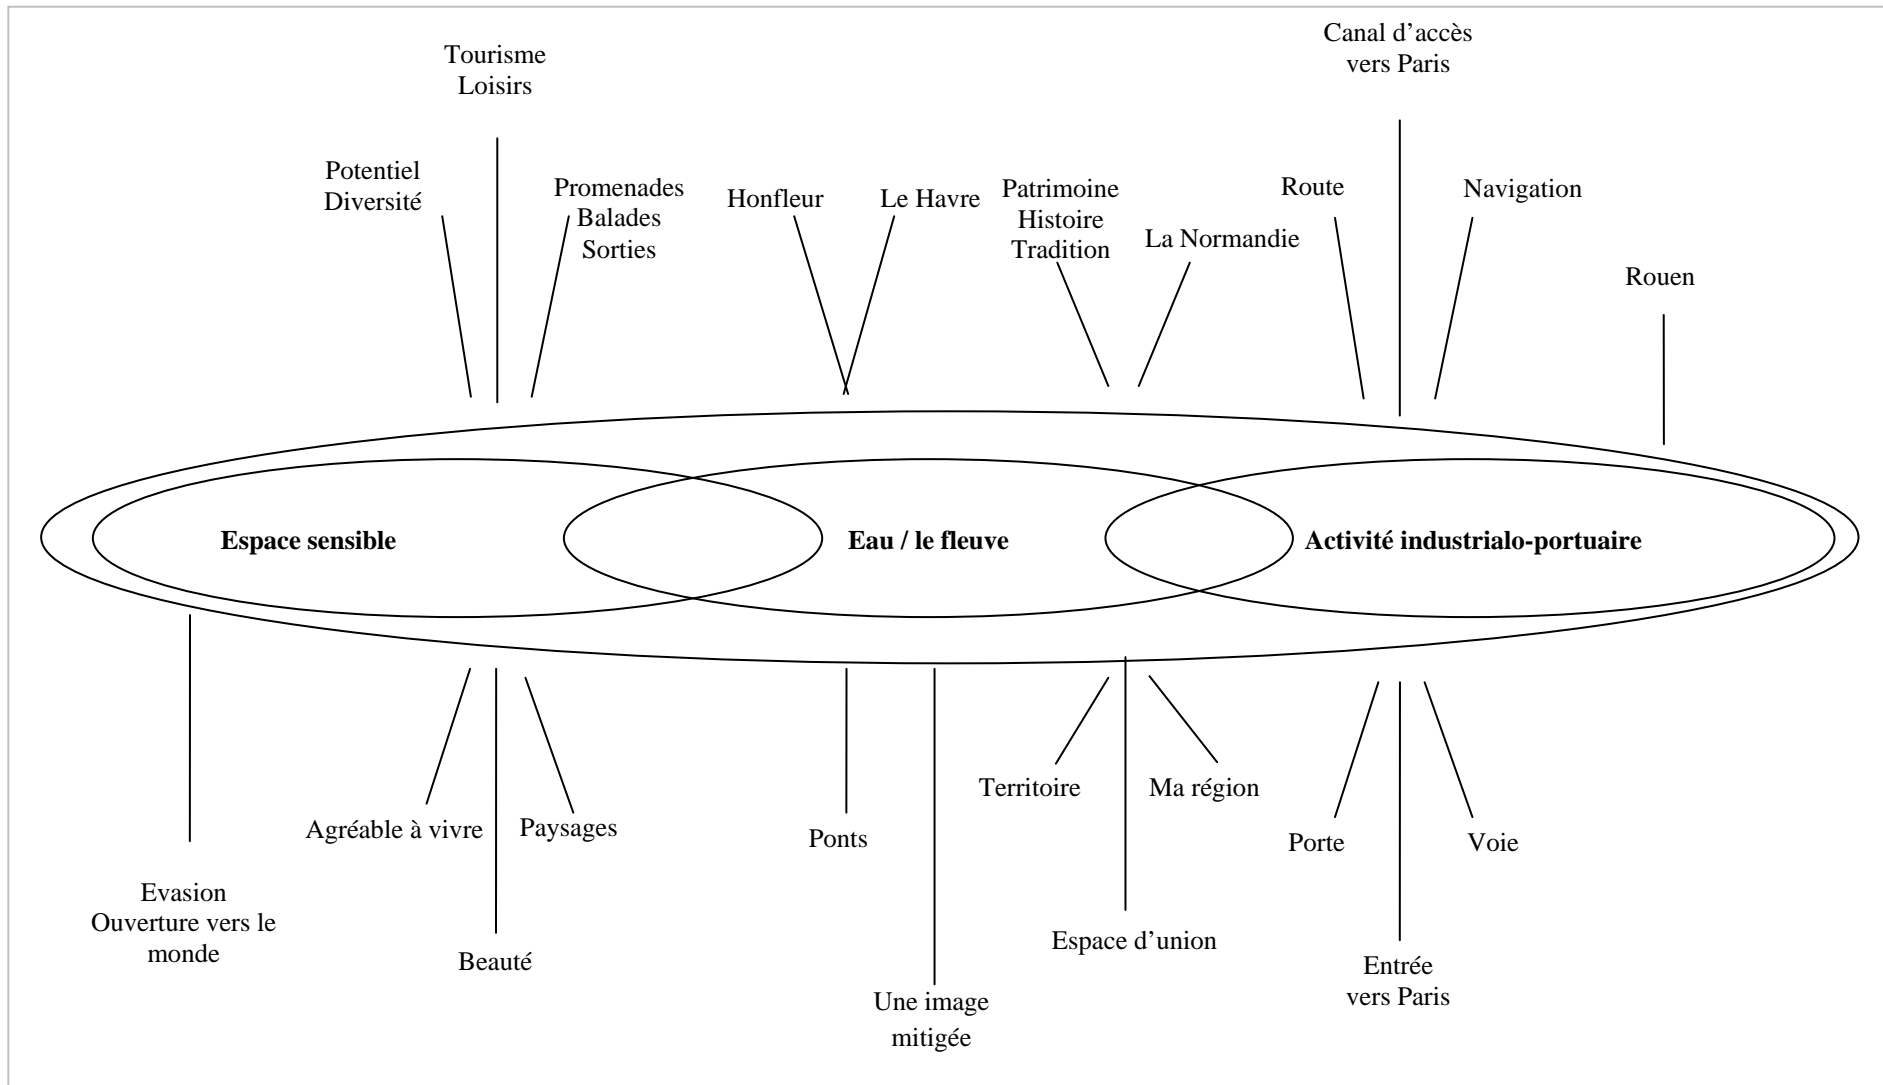 Tourisme
Loisirs
Canal d’accès
vers Paris
Potentiel
Diversité
Promenades
Balades
Sorties
Honfleur
Le Havre
Patrimoine
Histoire
Tradition
La Normandie
Route
Navigation
Rouen
Espace sensible
Eau / le fleuve
Activité industrialo-portuaire
Evasion
Ouverture vers le
monde
Agréable à vivre
Beauté
Paysages
Ponts
Une image
mitigée
Territoire
Espace d’union
Ma région
Porte
Entrée
vers Paris
Voie